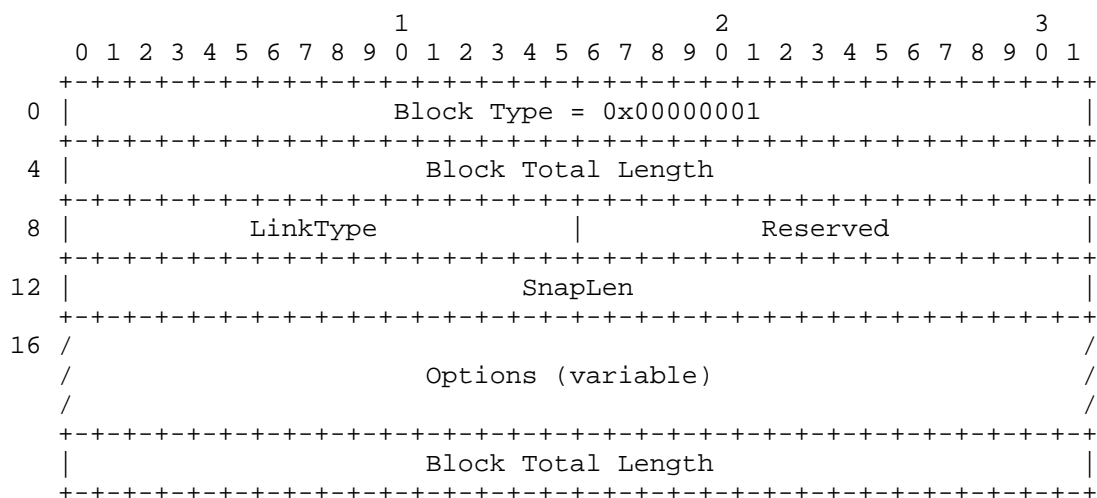 1                   2                   3
    0 1 2 3 4 5 6 7 8 9 0 1 2 3 4 5 6 7 8 9 0 1 2 3 4 5 6 7 8 9 0 1
   +-+-+-+-+-+-+-+-+-+-+-+-+-+-+-+-+-+-+-+-+-+-+-+-+-+-+-+-+-+-+-+-+
 0 |                    Block Type = 0x00000001                    |
   +-+-+-+-+-+-+-+-+-+-+-+-+-+-+-+-+-+-+-+-+-+-+-+-+-+-+-+-+-+-+-+-+
 4 |                      Block Total Length                       |
   +-+-+-+-+-+-+-+-+-+-+-+-+-+-+-+-+-+-+-+-+-+-+-+-+-+-+-+-+-+-+-+-+
 8 |           LinkType            |           Reserved            |
   +-+-+-+-+-+-+-+-+-+-+-+-+-+-+-+-+-+-+-+-+-+-+-+-+-+-+-+-+-+-+-+-+
12 |                            SnapLen                            |
   +-+-+-+-+-+-+-+-+-+-+-+-+-+-+-+-+-+-+-+-+-+-+-+-+-+-+-+-+-+-+-+-+
16 /                                                               /
   /                      Options (variable)                       /
   /                                                               /
   +-+-+-+-+-+-+-+-+-+-+-+-+-+-+-+-+-+-+-+-+-+-+-+-+-+-+-+-+-+-+-+-+
   |                      Block Total Length                       |
   +-+-+-+-+-+-+-+-+-+-+-+-+-+-+-+-+-+-+-+-+-+-+-+-+-+-+-+-+-+-+-+-+